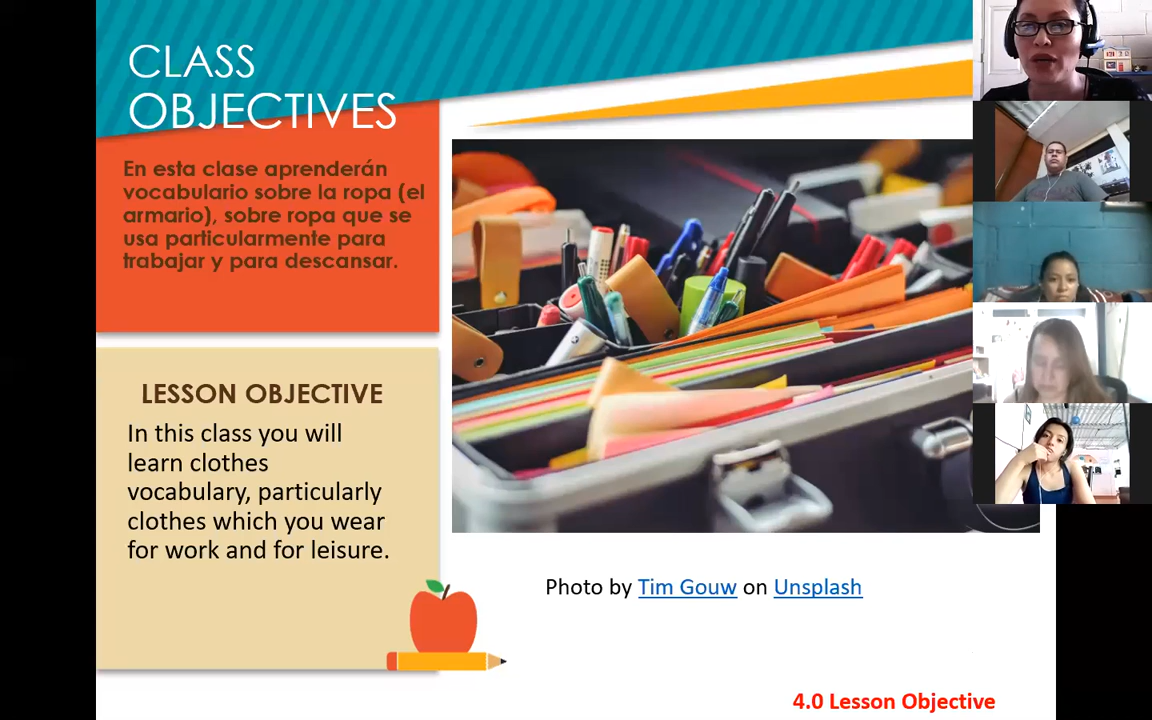 CLASS
OBJECTIVES
En esta clase aprenderán
vocabulario sobre la ropa (el
armario), sobre ropa que se
usa particularmente para
trabajar y para descansar.
LESSON OBJECTIVE
In this class you will
learn clothes
vocabulary, particularly
clothes which you wear
for work and for leisure.
Photo by Tim Gouw on Unsplash
4.0 Lesson Objective